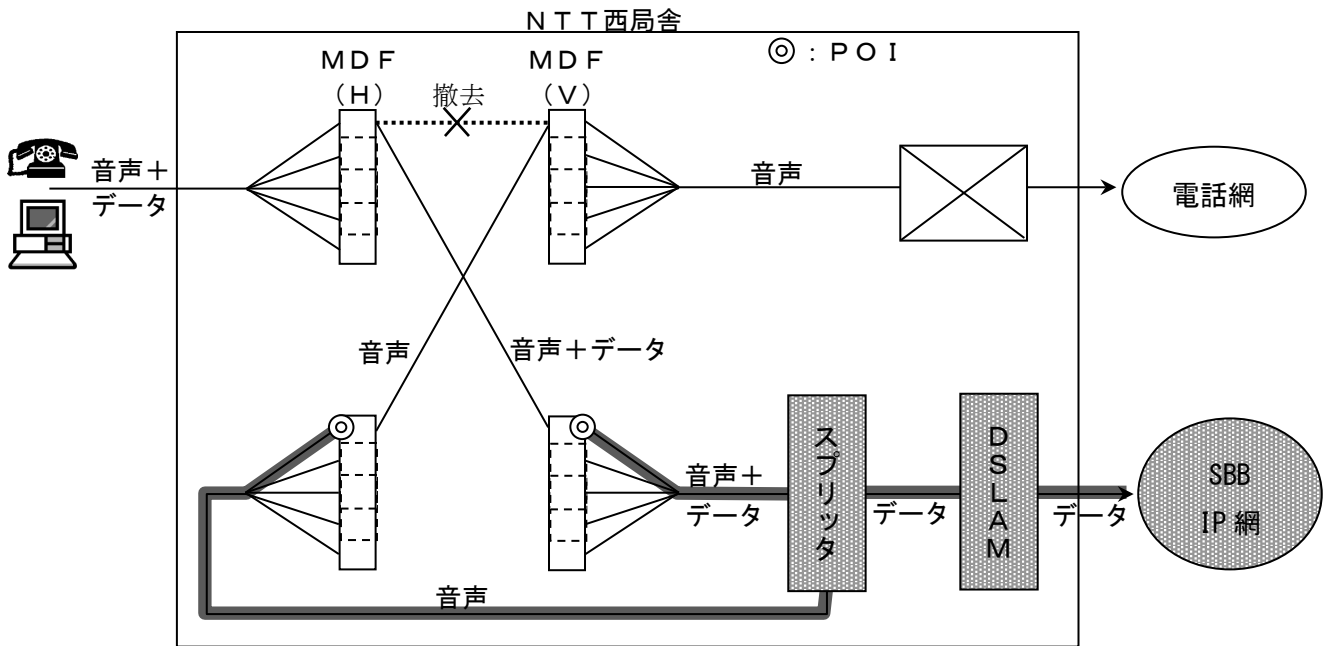 NTT西局舎
◎:POI
MDF
(H)
MDF
(V)
撤去
音声+
データ
音声
電話網
音声
音声+データ
音声+
データ
スプリッタ
データ
DSLAM
データ
SBB
IP網
音声